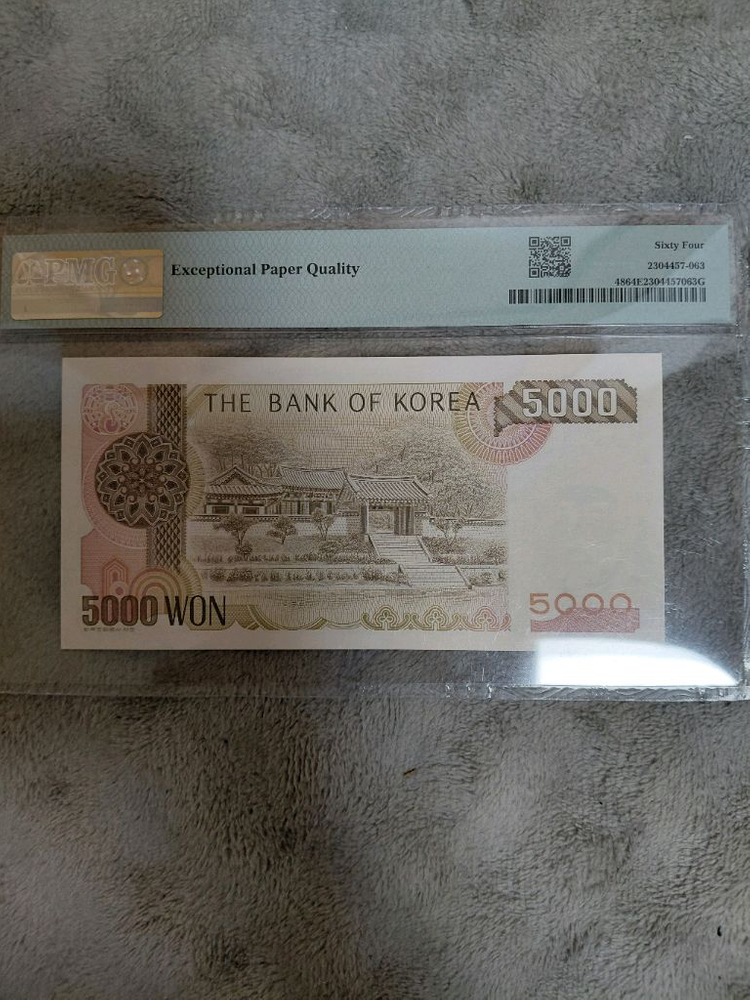 PMG
Exceptional Paper Quality
Sixty Four
2304457-063
4864E2304457063G
THE BANK OF KOREA
5000
5000 WON
5000